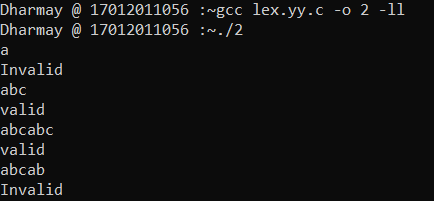 Dharmay @ 17012011056 :~gcc lex.yy.c -o 2 -ll
Dharmay @ 17012011056 :~./2
a
Invalid
abc
valid
abcabc
valid
abcab
Invalid